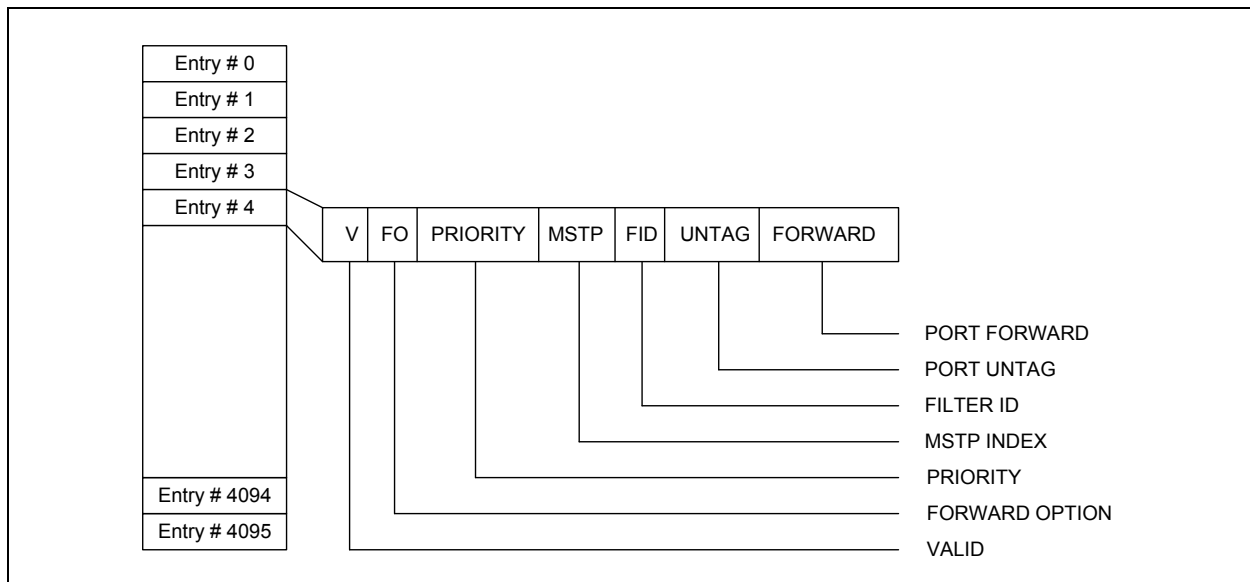 Entry # 0
Entry # 1
Entry # 2
Entry # 3
Entry # 4
V FO PRIORITY MSTP FID UNTAG FORWARD
PORT FORWARD
PORT UNTAG
FILTER ID
MSTP INDEX
PRIORITY
FORWARD OPTION
VALID
Entry # 4094
Entry # 4095